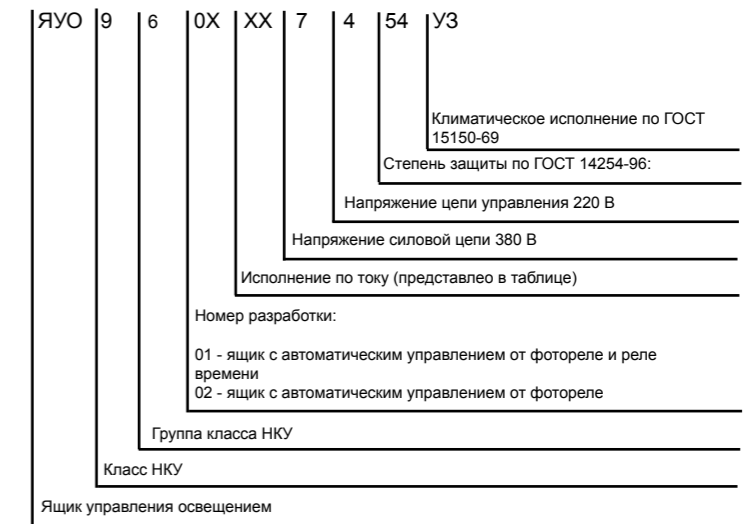 ЯУО 9 6 0Х ХХ 7 4 54 У3
Климатическое исполнение по ГОСТ
15150-69
Степень защиты по ГОСТ 14254-96:
Напряжение цепи управления 220 В
Напряжение силовой цепи 380 В
Исполнение по току (представлео в таблице)
Номер разработки:
01 - ящик с автоматическим управлением от фотореле и реле
времени
02 - ящик с автоматическим управлением от фотореле
Группа класса НКУ
Класс НКУ
Ящик управления освещением